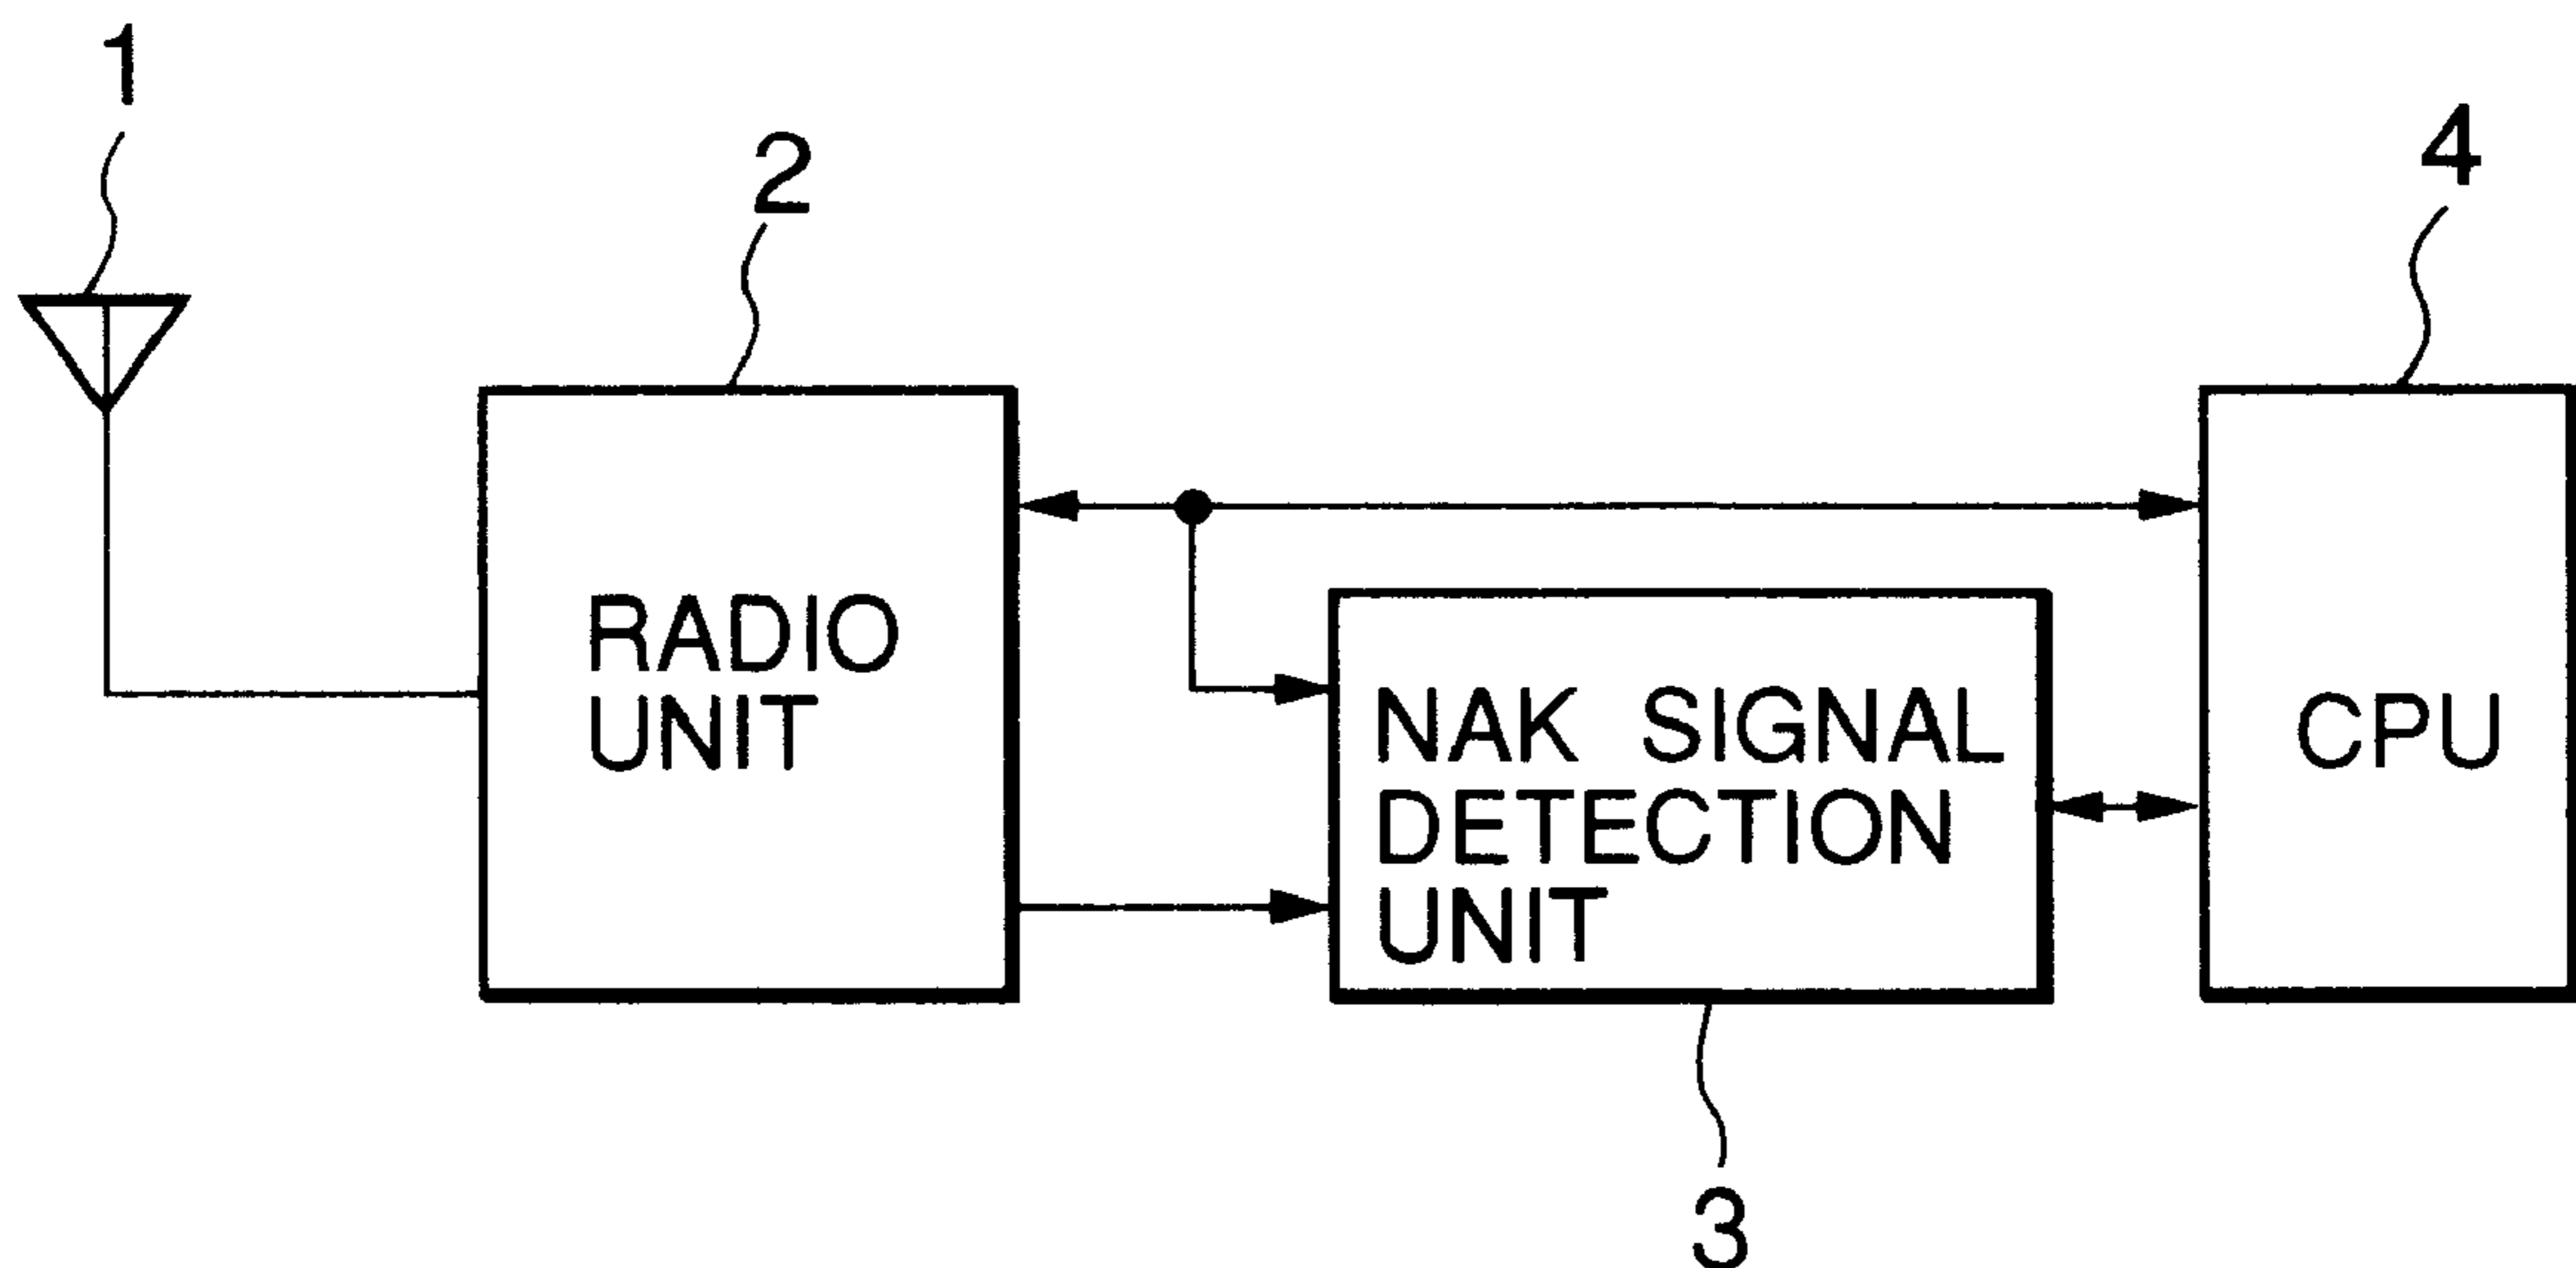 1
2
4
RADIO
UNIT
NAK SIGNAL
DETECTION
UNIT
CPU
3